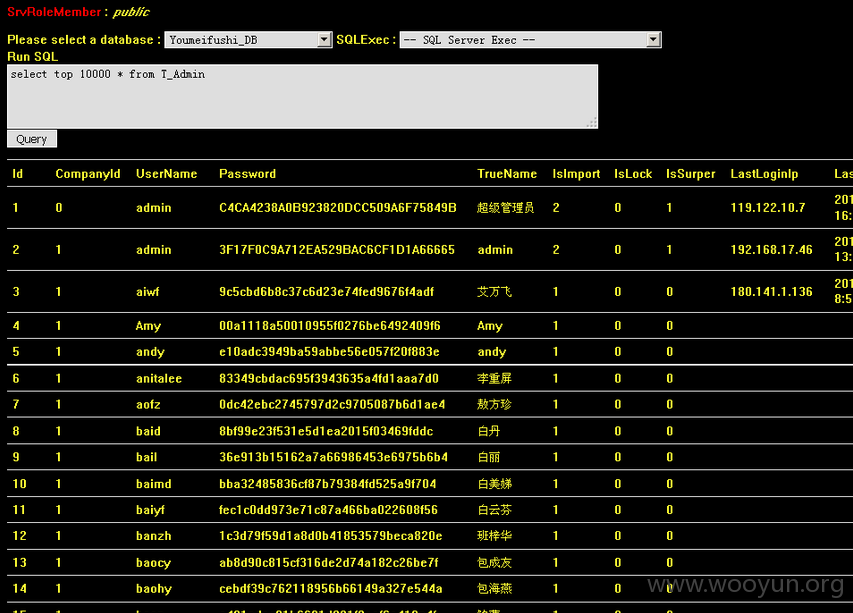 SrvRoleMember : public
Please select a database : Youmeifushi_DB SQLExec : -- SQL Server Exec --
Run SQL
select top 10000 * from T_Admin
Query
Id CompanyId UserName Password TrueName IsImport IsLock IsSurper LastLoginIp Las
1 0 admin C4CA4238A0B923820DCC509A6F75849B 超级管理员 2 0 1 119.122.10.7 201
16:
2 1 admin 3F17F0C9A712EA529BAC6CF1D1A66665 admin 2 0 1 192.168.17.46 201
13:
3 1 aiwf 9c5cbd6b8c37c6d23e74fed9676f4adf 艾万飞 1 0 0 180.141.1.136 201
8:5
4 1 Amy 00a1118a50010955f0276be6492409f6 Amy 1 0 0
5 1 andy e10adc3949ba59abbe56e057f20f883e andy 1 0 0
6 1 anitalee 83349cbdac695f3943635a4fd1aaa7d0 李重屏 1 0 0
7 1 aofz 0dc42ebc2745797d2c9705087b6d1ae4 敖方珍 1 0 0
8 1 baid 8bf99e23f531e5d1ea2015f03469fddc 白丹 1 0 0
9 1 bail 36e913b15162a7a66986453e6975b6b4 白丽 1 0 0
10 1 baimd bba32485836cf87b79384fd525a9f704 白美娣 1 0 0
11 1 baiyf fec1c0dd973e71c87a466ba022608f56 白云芬 1 0 0
12 1 banzh 1c3d79f59d1a8d0b41853579beca820e 班梓华 1 0 0
13 1 baocy ab8d90c815cf316de2d74a182c26be7f 包成友 1 0 0
14 1 baohy cebdf39c762118956b66149a327e544a 包海燕 1 0 0
www.wooyun.org
15 1 1 0 0